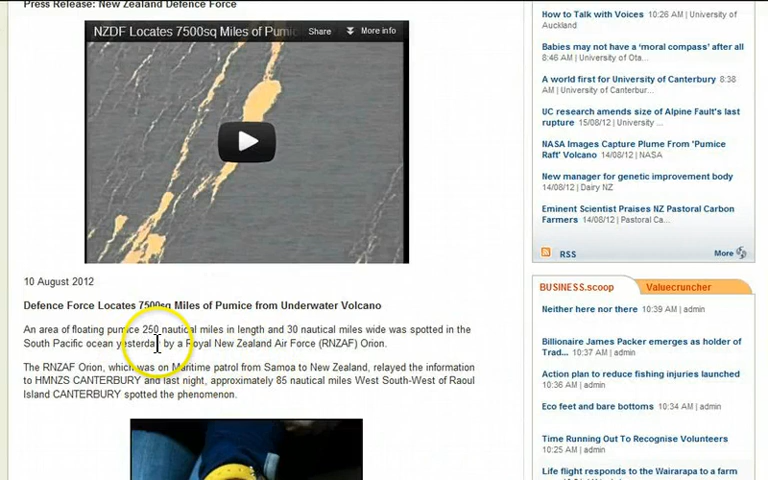 Press Release: New Zealand Defence Force
NZDF Locates 7500sq Miles of Pumic
Share
More info
10 August 2012
Defence Force Locates 7500sq Miles of Pumice from Underwater Volcano
An area of floating pumice 250 nautical miles in length and 30 nautical miles wide was spotted in the
South Pacific ocean yesterday by a Royal New Zealand Air Force (RNZAF) Orion.
The RNZAF Orion, which was on Maritime patrol from Samoa to New Zealand, relayed the information
to HMNZS CANTERBURY and last night, approximately 85 nautical miles West South-West of Raoul
Island CANTERBURY spotted the phenomenon.
How to Talk with Voices 10:26 AM | University of
Auckland
Babies may not have a 'moral compass' after all
8:46 AM | University of Ota...
A world first for University of Canterbury 8:38
AM | University of Canterbur...
UC research amends size of Alpine Fault's last
rupture 15/08/12 | University ...
NASA Images Capture Plume From 'Pumice
Raft' Volcano 14/08/12 | NASA
New manager for genetic improvement body
14/08/12 | Dairy NZ
Eminent Scientist Praises NZ Pastoral Carbon
Farmers 14/08/12 | Pastoral Ca...
RSS
More
BUSINESS.scoop
Valuecruncher
Neither here nor there 10:39 AM | admin
Billionaire James Packer emerges as holder of
Trad... 10:37 AM | admin
Action plan to reduce fishing injuries launched
10:36 AM | admin
Eco feet and bare bottoms 10:34 AM | admin
Time Running Out To Recognise Volunteers
10:25 AM | admin
Life flight responds to the Wairarapa to a farm